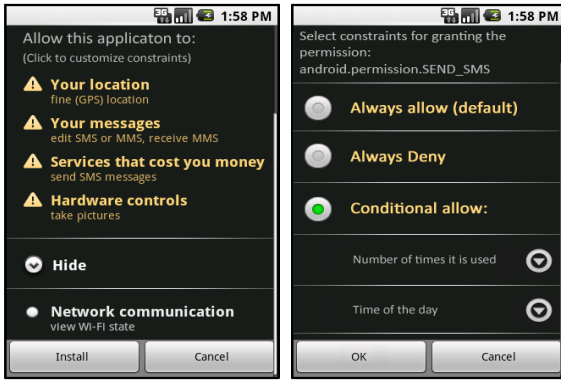 3G 1:58 PM
Allow this applicaton to:
(Click to customize constraints)
Your location
fine (GPS) location
Your messages
edit SMS or MMS, receive MMS
Services that cost you money
send SMS messages
Hardware controls
take pictures
Hide
Network communication
view Wi-Fi state
Install Cancel
3G 1:58 PM
Select constraints for granting the
permission:
android.permission.SEND_SMS
Always allow (default)
Always Deny
Conditional allow:
Number of times it is used
Time of the day
OK Cancel